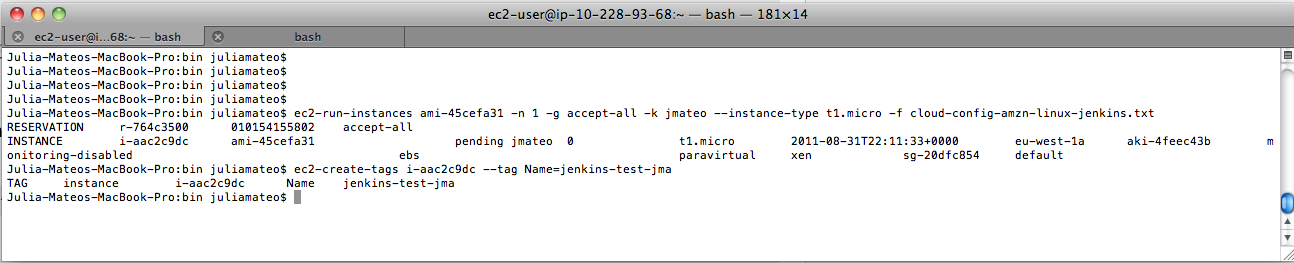 ec2-user@ip-10-228-93-68:~ — bash — 181×14
ec2-user@i...68:~ — bash bash
Julia-Mateos-MacBook-Pro:bin juliamateo$
Julia-Mateos-MacBook-Pro:bin juliamateo$
Julia-Mateos-MacBook-Pro:bin juliamateo$
Julia-Mateos-MacBook-Pro:bin juliamateo$
Julia-Mateos-MacBook-Pro:bin juliamateo$ ec2-run-instances ami-45cefa31 -n 1 -g accept-all -k jmateo --instance-type t1.micro -f cloud-config-amzn-linux-jenkins.txt
RESERVATION r-764c3500 010154155802 accept-all
INSTANCE i-aac2c9dc ami-45cefa31 pending jmateo 0 t1.micro 2011-08-31T22:11:33+0000 eu-west-1a aki-4feec43b m
onitoring-disabled ebs paravirtual xen sg-20dfc854 default
Julia-Mateos-MacBook-Pro:bin juliamateo$ ec2-create-tags i-aac2c9dc --tag Name=jenkins-test-jma
TAG instance i-aac2c9dc Name jenkins-test-jma
Julia-Mateos-MacBook-Pro:bin juliamateo$